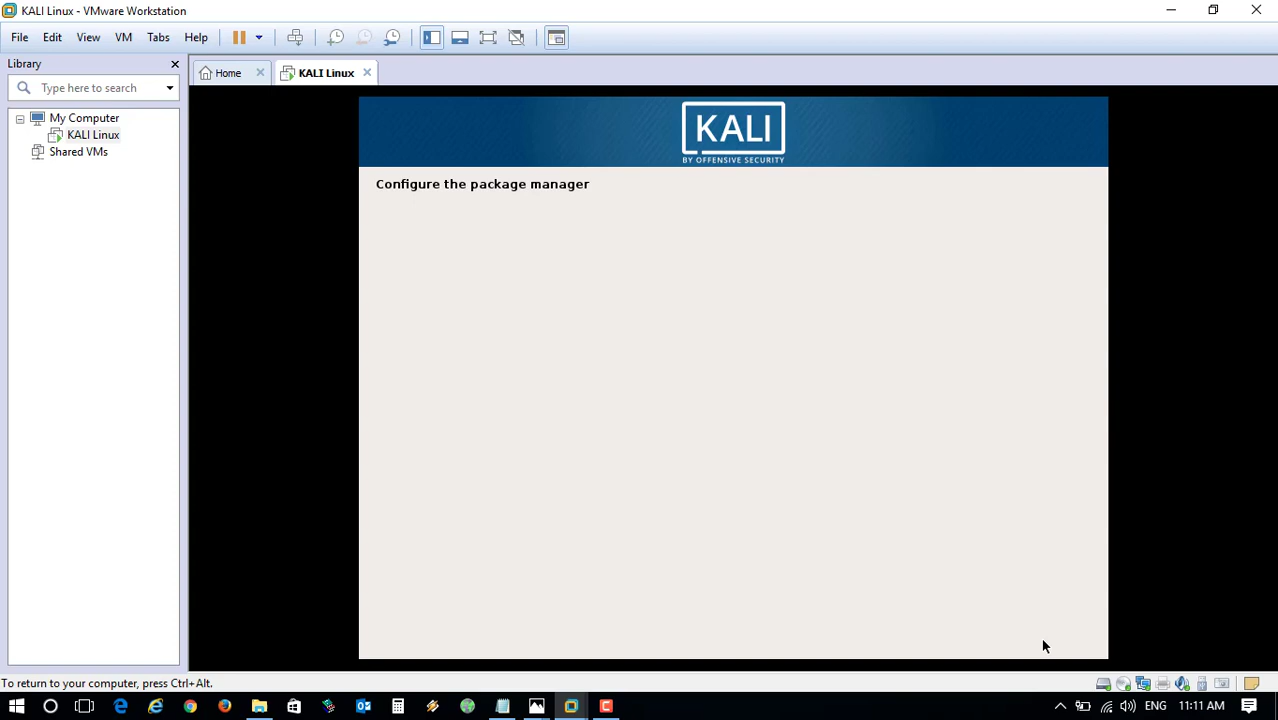 KALI Linux - VMware Workstation
File Edit View VM Tabs Help
Library
Type here to search
My Computer
KALI Linux
Shared VMs
Home
KALI Linux
KALI
BY OFFENSIVE SECURITY
Configure the package manager
To return to your computer, press Ctrl+Alt.
ENG 11:11 AM